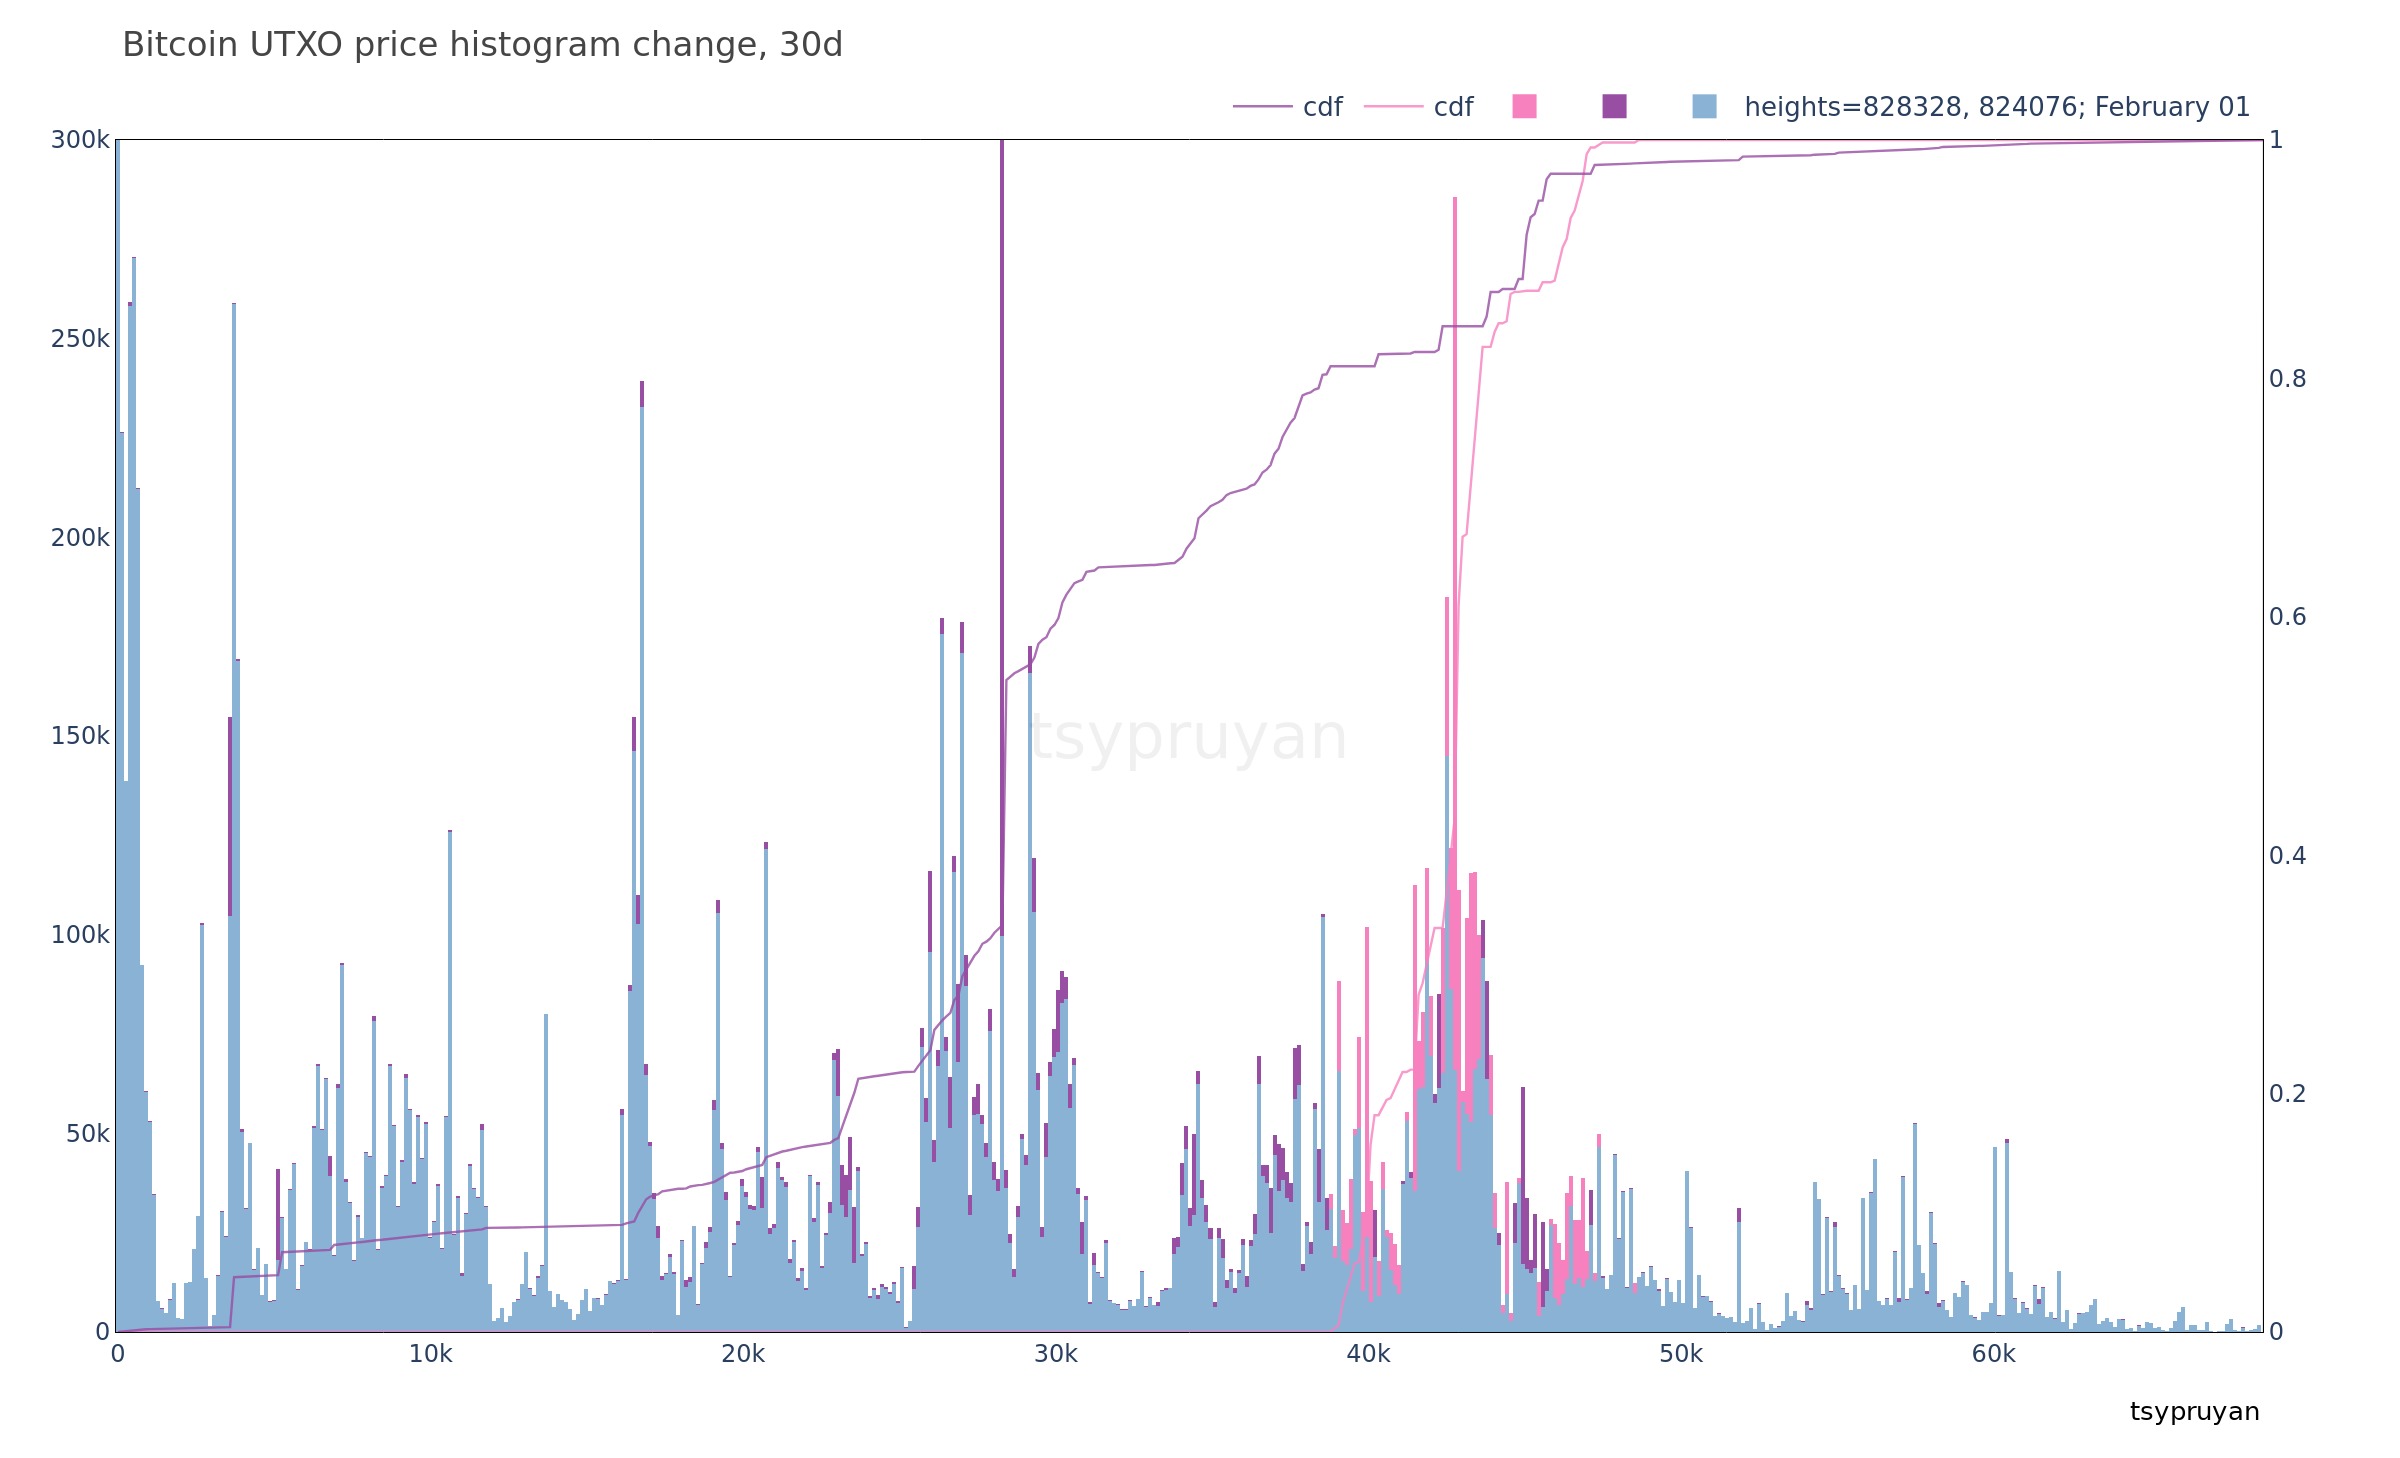 Bitcoin UTXO price histogram change, 30d
cdf cdf heights=828328, 824076; February 01
300k 1
250k
0.8
200k
0.6
150k
tsypruyan
0.4
100k
0.2
50k
0 0
0 10k 20k 30k 40k 50k 60k
tsypruyan